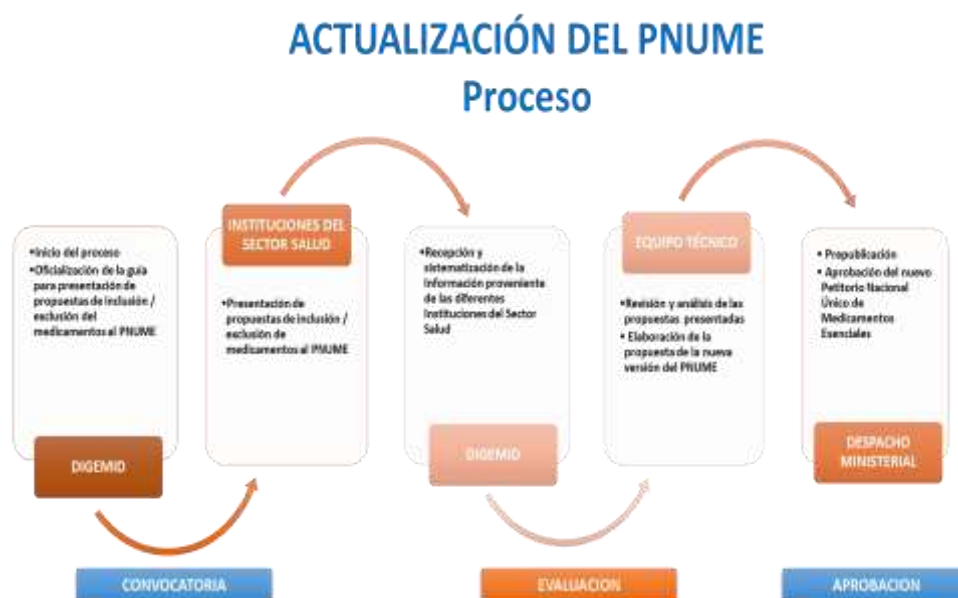 ACTUALIZACIÓN DEL PNUME
Proceso
•Inicio del proceso
•Oficialización de la guía
para presentación de
propuestas de inclusión /
exclusión del
medicamentos al PNUME
DIGEMID
INSTITUCIONES DEL
SECTOR SALUD
•Presentación de
propuestas de inclusión /
exclusión de
medicamentos al PNUME
•Recepción y
sistematización de la
Información proveniente
de las diferentes
Instituciones del Sector
Salud
DIGEMID
EQUIPO TÉCNICO
•Revisión y análisis de las
propuestas presentadas
• Elaboración de la
propuesta de la nueva
versión del PNUME
• Prepublicación
• Aprobación del nuevo
Petitorio Nacional
Único de
Medicamentos
Esenciales
DESPACHO
MINISTERIAL
CONVOCATORIA
EVALUACION
APROBACION